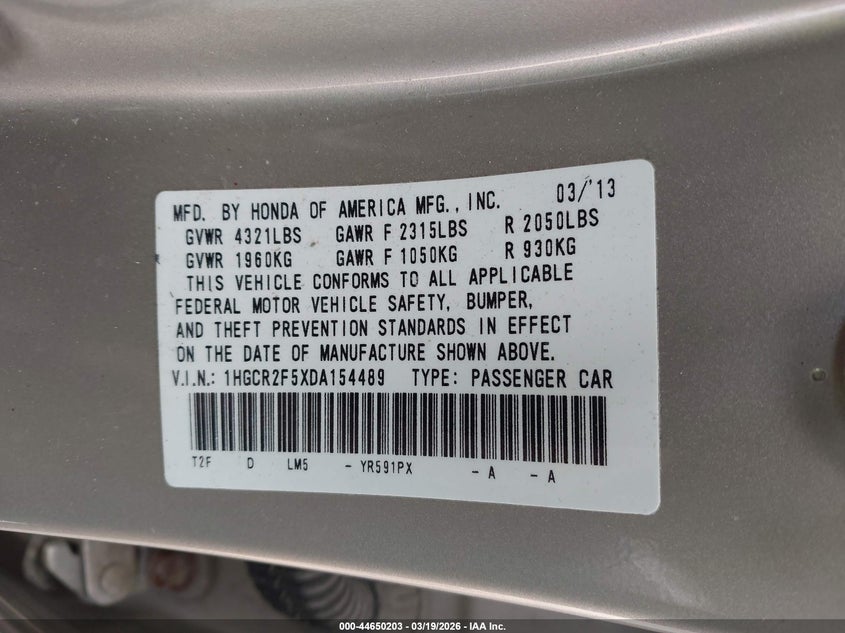 MFD. BY HONDA OF AMERICA MFG., INC. 03/'13
GVWR 4321LBS GAWR F 2315LBS R 2050LBS
GVWR 1960KG GAWR F 1050KG R 930KG
THIS VEHICLE CONFORMS TO ALL APPLICABLE
FEDERAL MOTOR VEHICLE SAFETY, BUMPER,
AND THEFT PREVENTION STANDARDS IN EFFECT
ON THE DATE OF MANUFACTURE SHOWN ABOVE.
V.I.N.: 1HGCR2F5XDA154489 TYPE: PASSENGER CAR
T2F D LM5 - YR591PX - A - A
000-44650203 - 03/19/2026 - IAA Inc.